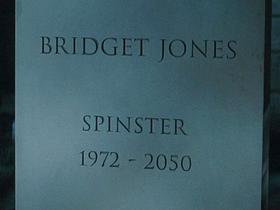 BRIDGET JONES
SPINSTER
1972 - 2050